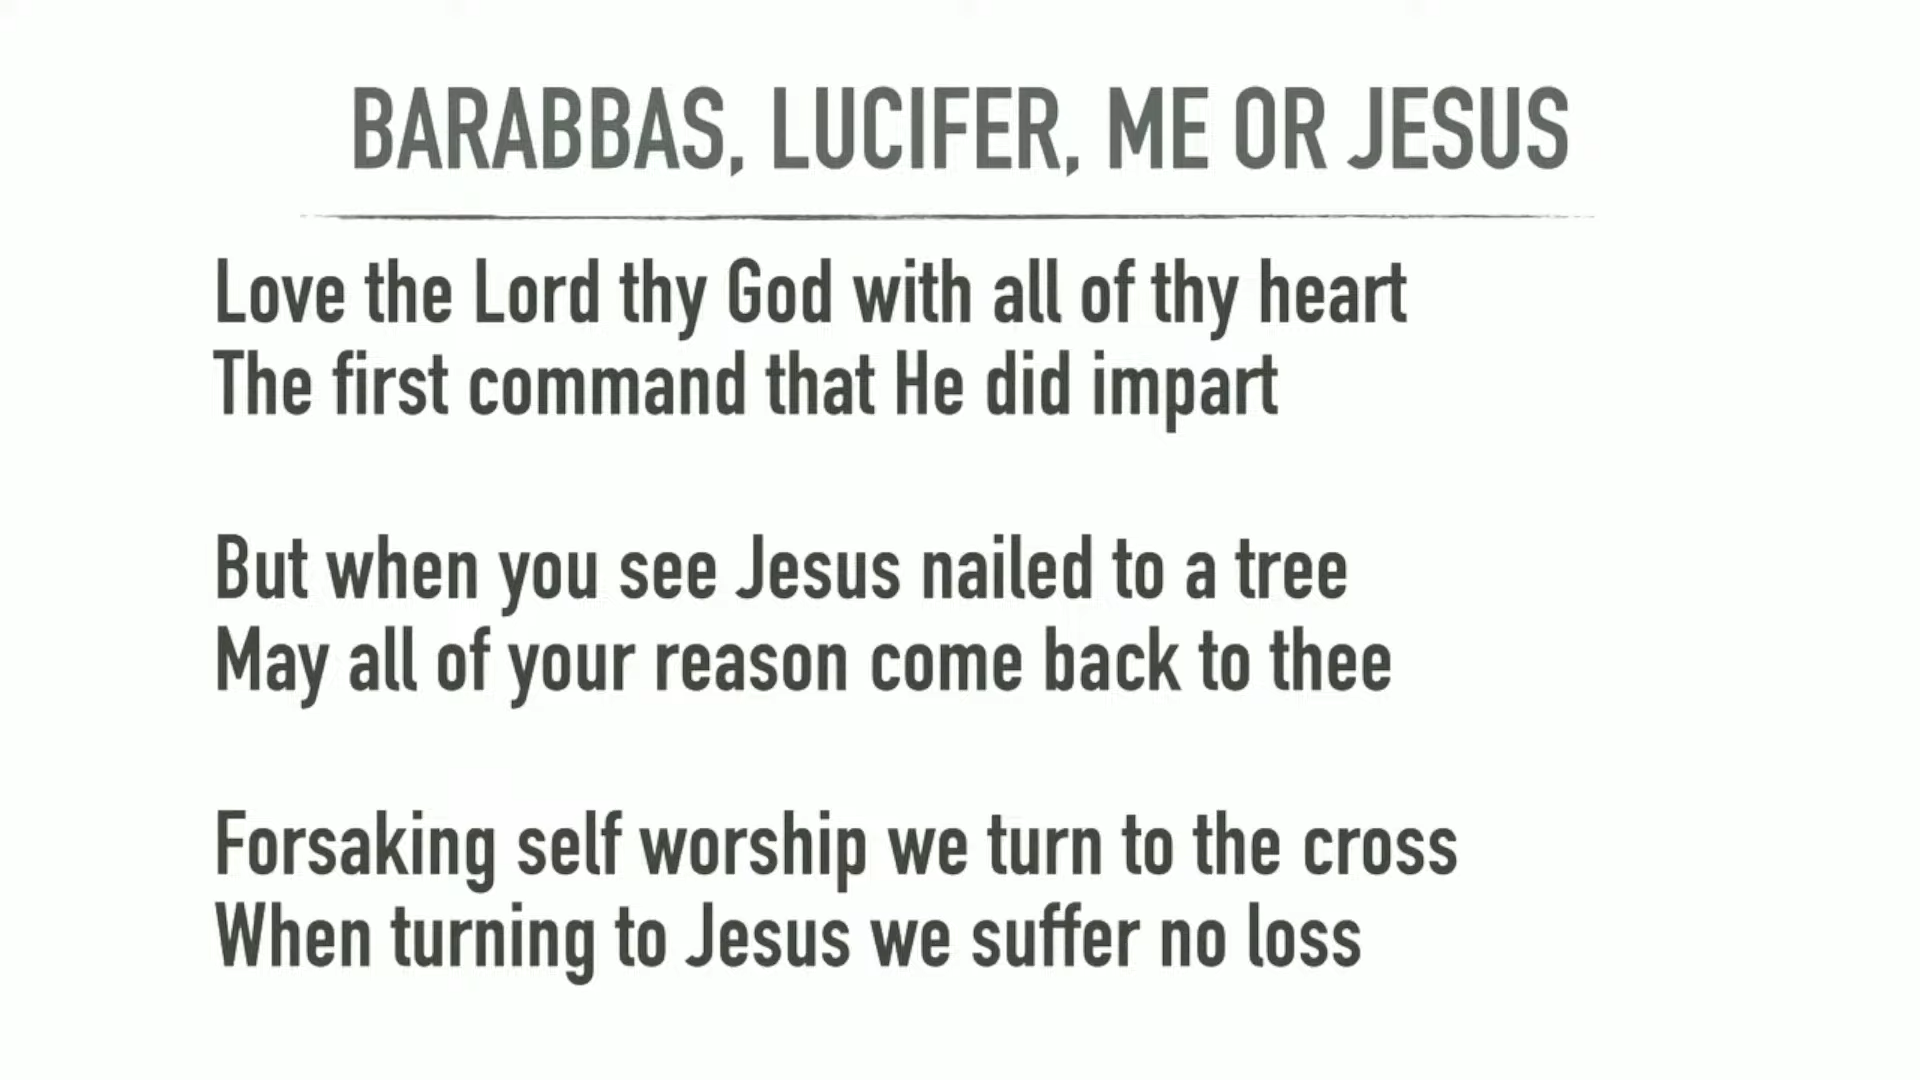 BARABBAS, LUCIFER, ME OR JESUS
Love the Lord thy God with all of thy heart
The first command that He did impart
But when you see Jesus nailed to a tree
May all of your reason come back to thee
Forsaking self worship we turn to the cross
When turning to Jesus we suffer no loss